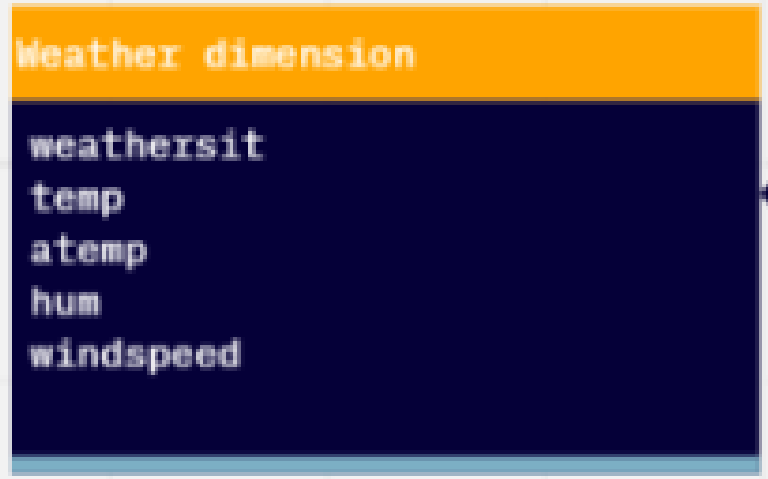 Weather dimension
weathersit
temp
atemp
hum
windspeed